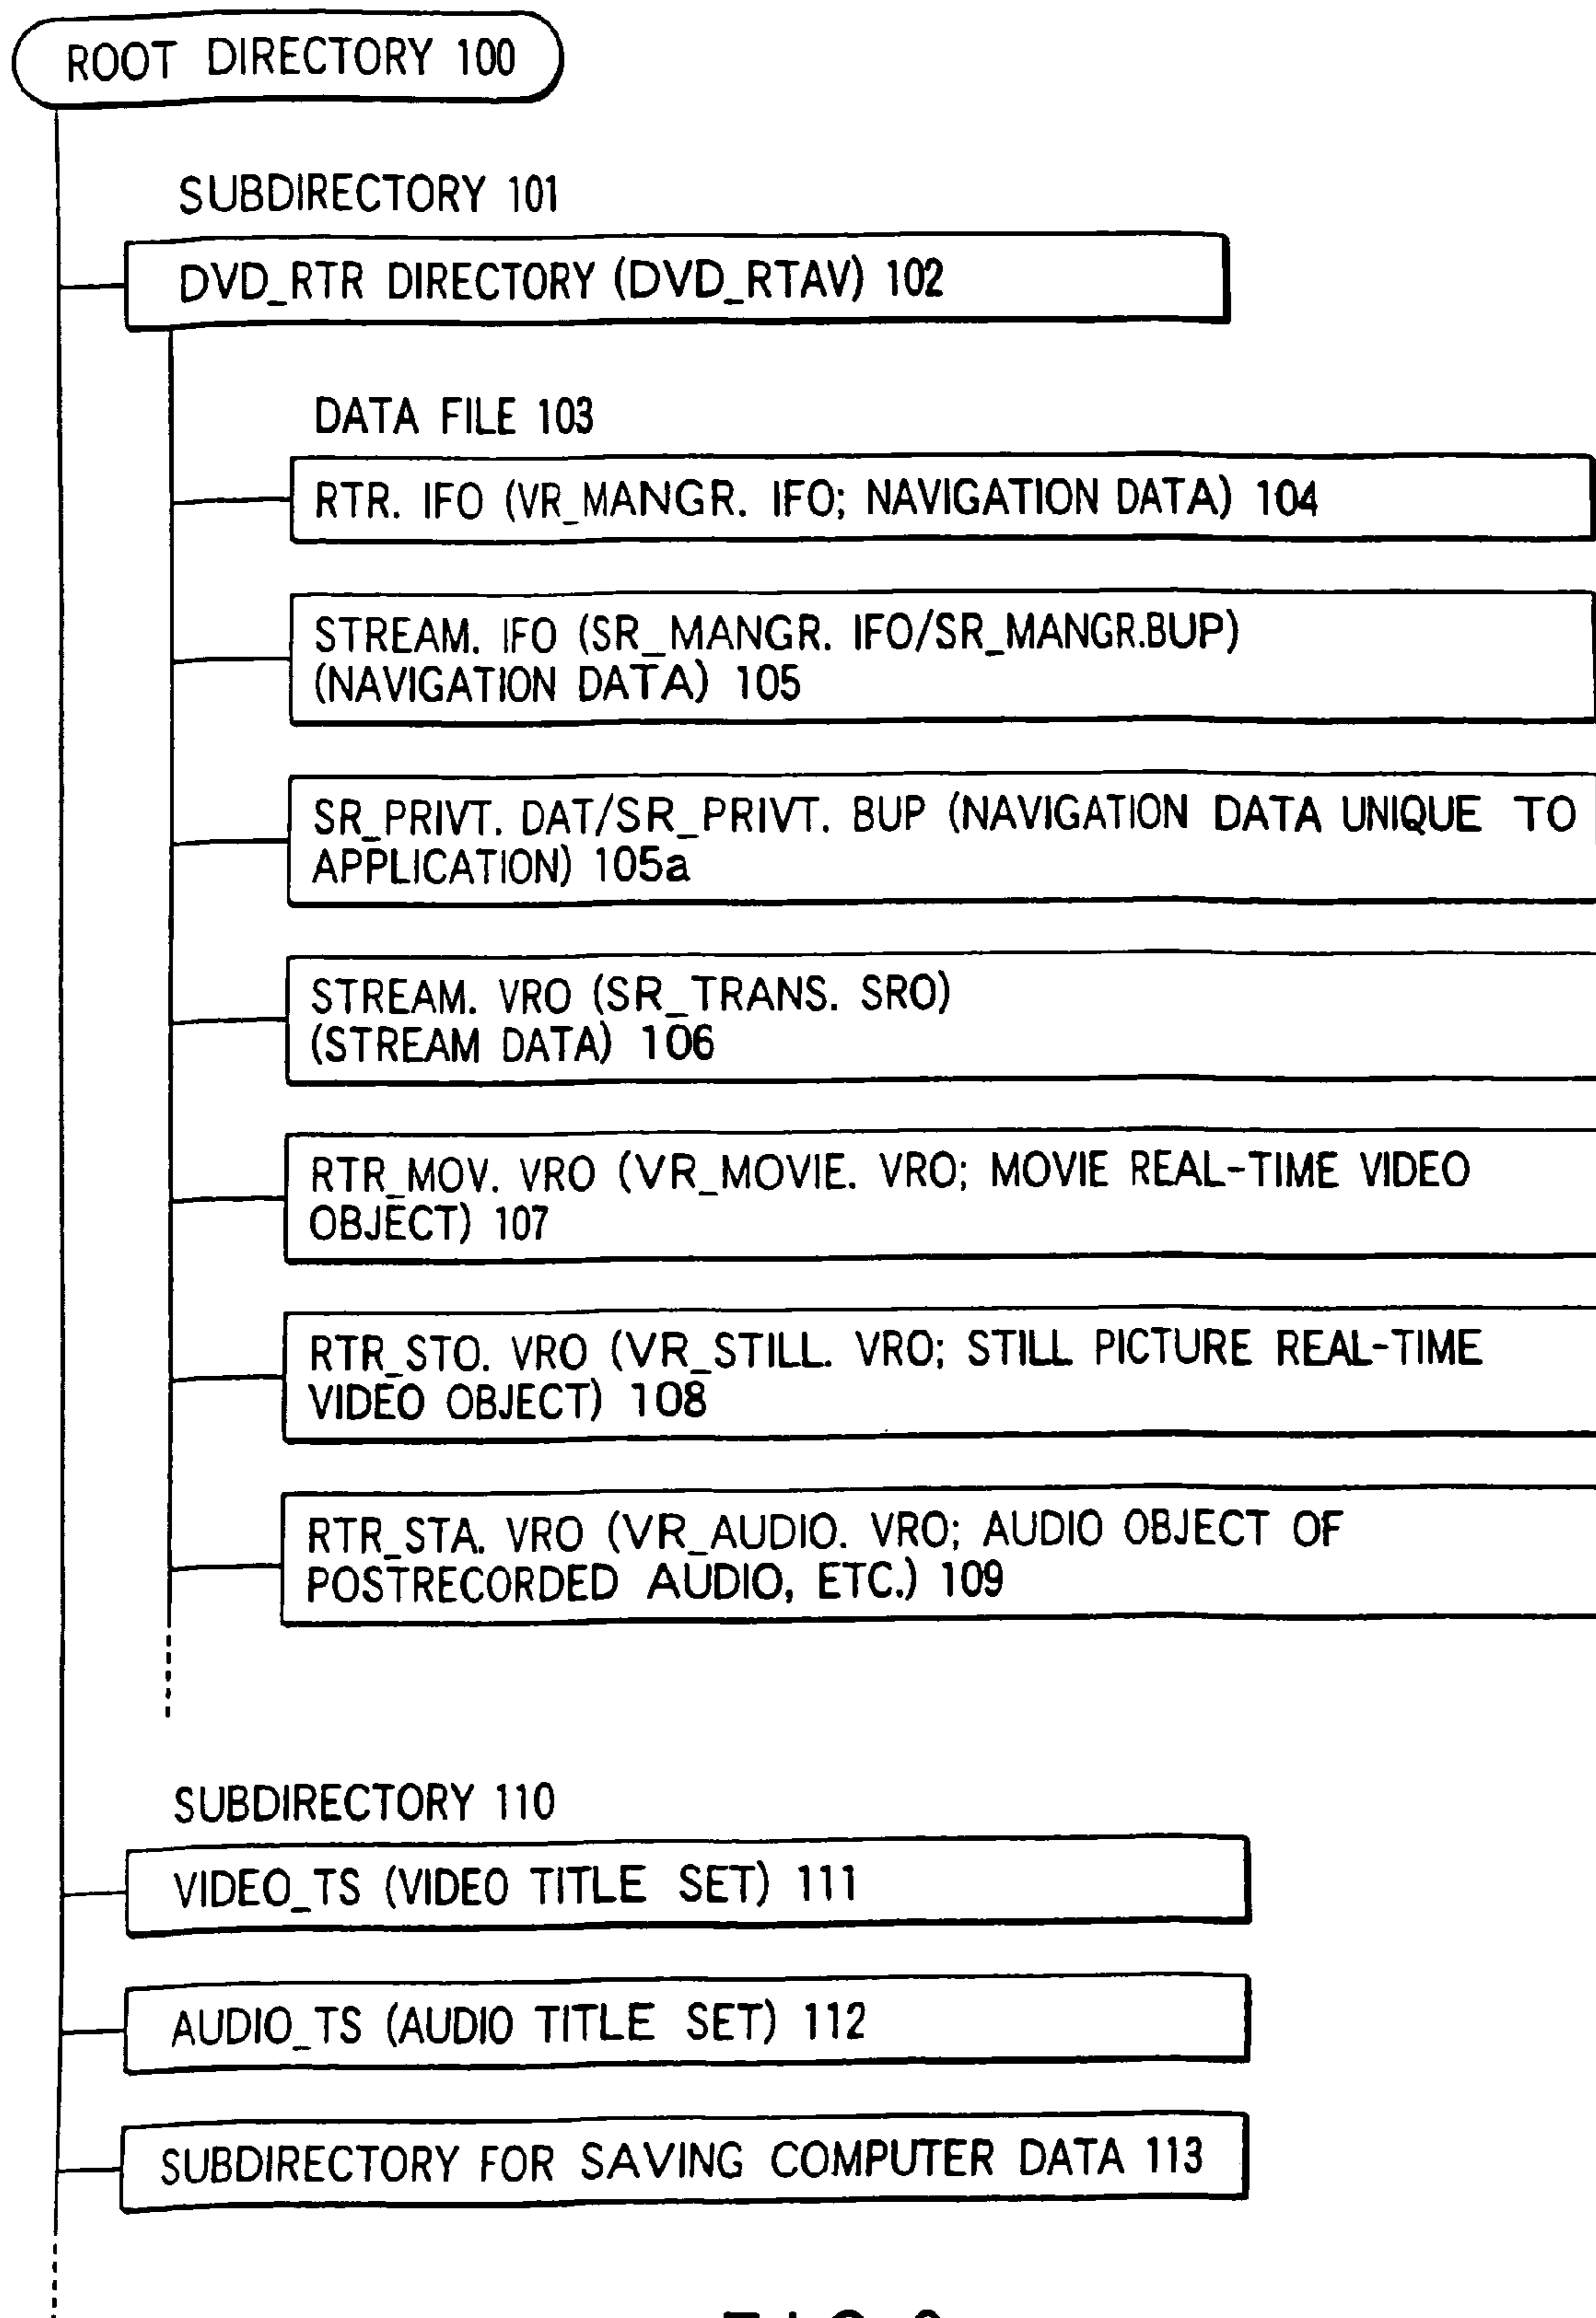 ROOT DIRECTORY 100
SUBDIRECTORY 101
DVD_RTR DIRECTORY (DVD_RTAV) 102
DATA FILE 103
RTR. IFO (VR_MANGR. IFO; NAVIGATION DATA) 104
STREAM. IFO (SR_MANGR. IFO/SR_MANGR.BUP)
(NAVIGATION DATA) 105
SR_PRIVT. DAT/SR_PRIVT. BUP (NAVIGATION DATA UNIQUE TO
APPLICATION) 105a
STREAM. VRO (SR_TRANS. SRO)
(STREAM DATA) 106
RTR_MOV. VRO (VR_MOVIE. VRO; MOVIE REAL-TIME VIDEO
OBJECT) 107
RTR_STO. VRO (VR_STILL. VRO; STILL PICTURE REAL-TIME
VIDEO OBJECT) 108
RTR_STA. VRO (VR_AUDIO. VRO; AUDIO OBJECT OF
POSTRECORDED AUDIO, ETC.) 109
SUBDIRECTORY 110
VIDEO_TS (VIDEO TITLE SET) 111
AUDIO_TS (AUDIO TITLE SET) 112
SUBDIRECTORY FOR SAVING COMPUTER DATA 113